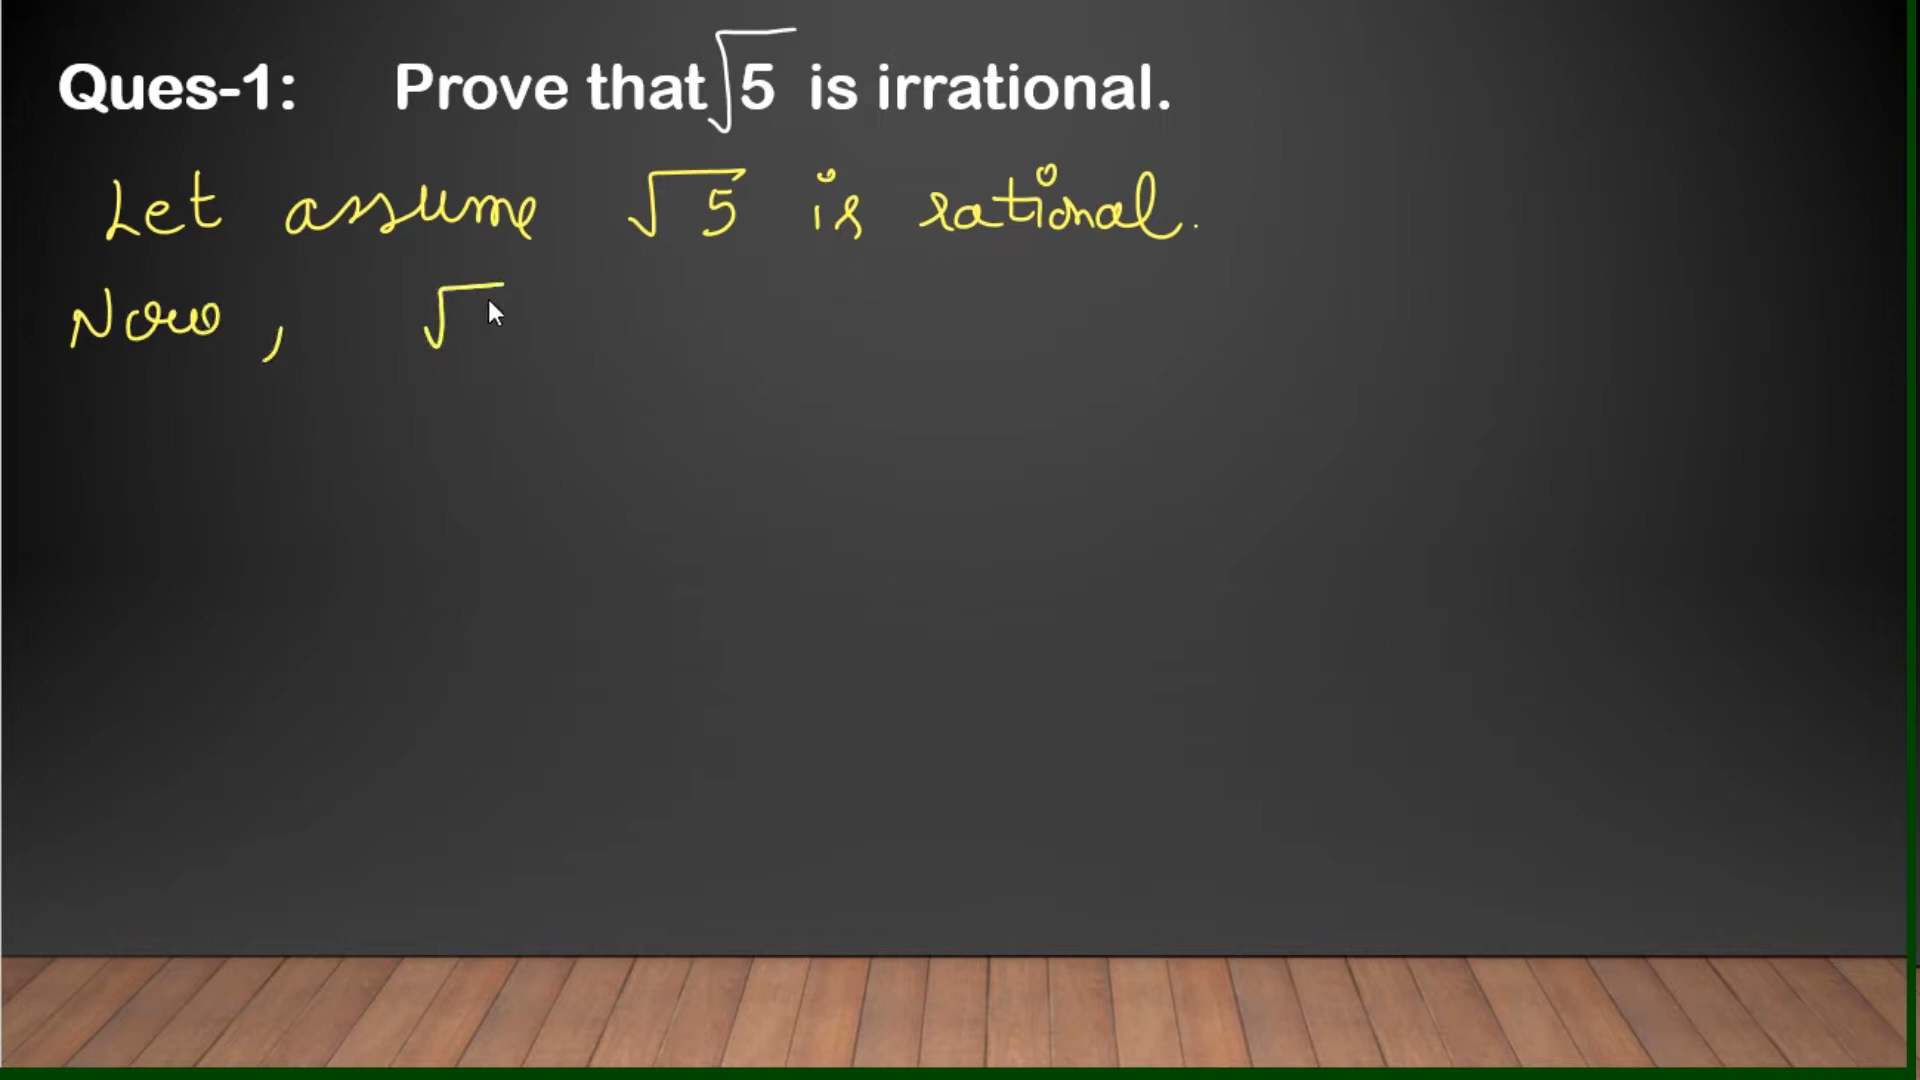 Ques-1: Prove that √5 is irrational.
Let assume √5 is rational.
Now, √